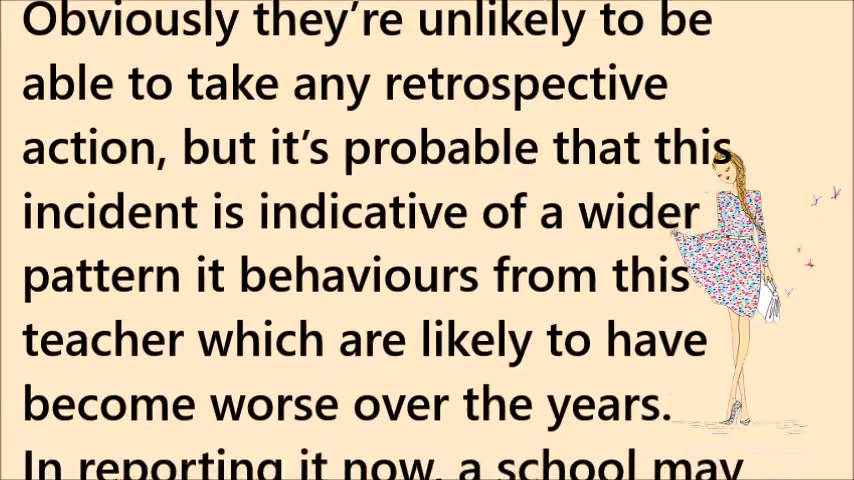 Obviously they’re unlikely to be
able to take any retrospective
action, but it’s probable that this
incident is indicative of a wider
pattern it behaviours from this
teacher which are likely to have
become worse over the years.
In reporting it now, a school may